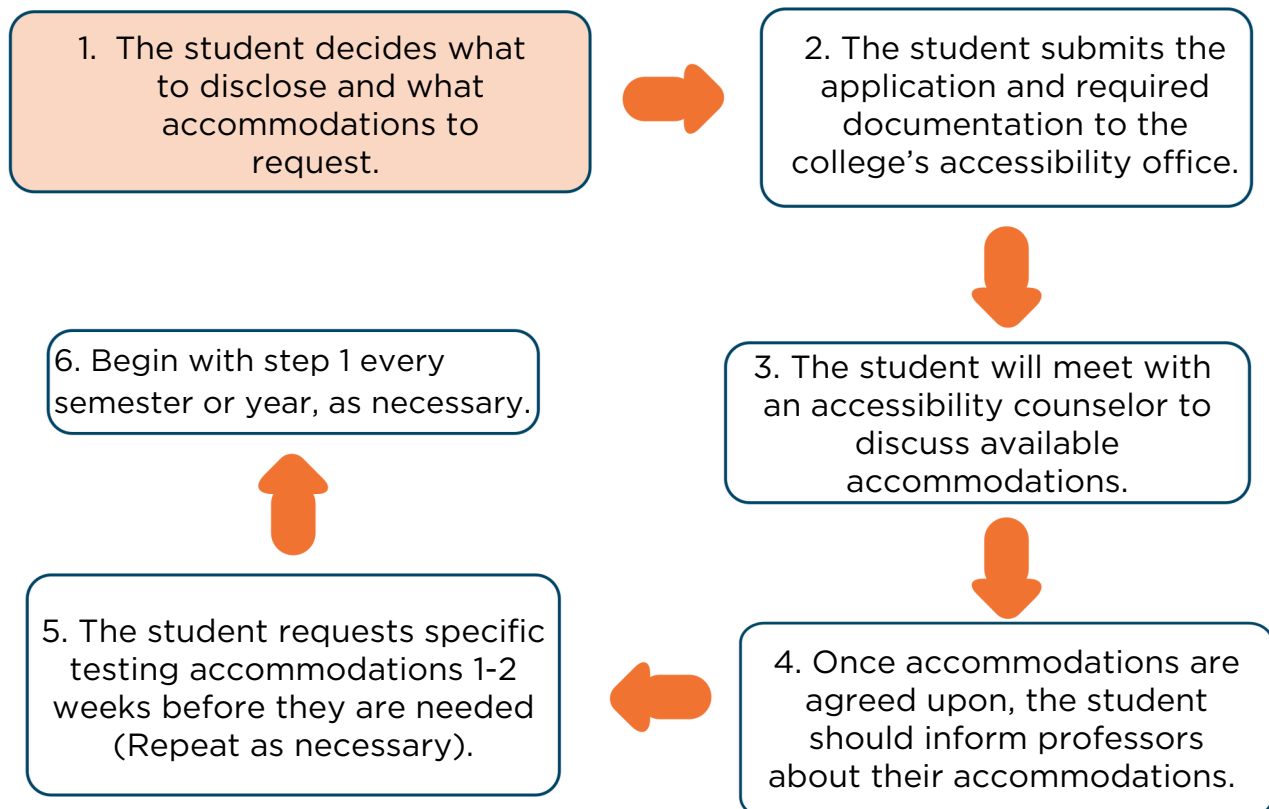 1. The student decides what
to disclose and what
accommodations to
request.
2. The student submits the
application and required
documentation to the
college’s accessibility office.
3. The student will meet with
an accessibility counselor to
discuss available
accommodations.
4. Once accommodations are
agreed upon, the student
should inform professors
about their accommodations.
5. The student requests specific
testing accommodations 1-2
weeks before they are needed
(Repeat as necessary).
6. Begin with step 1 every
semester or year, as necessary.